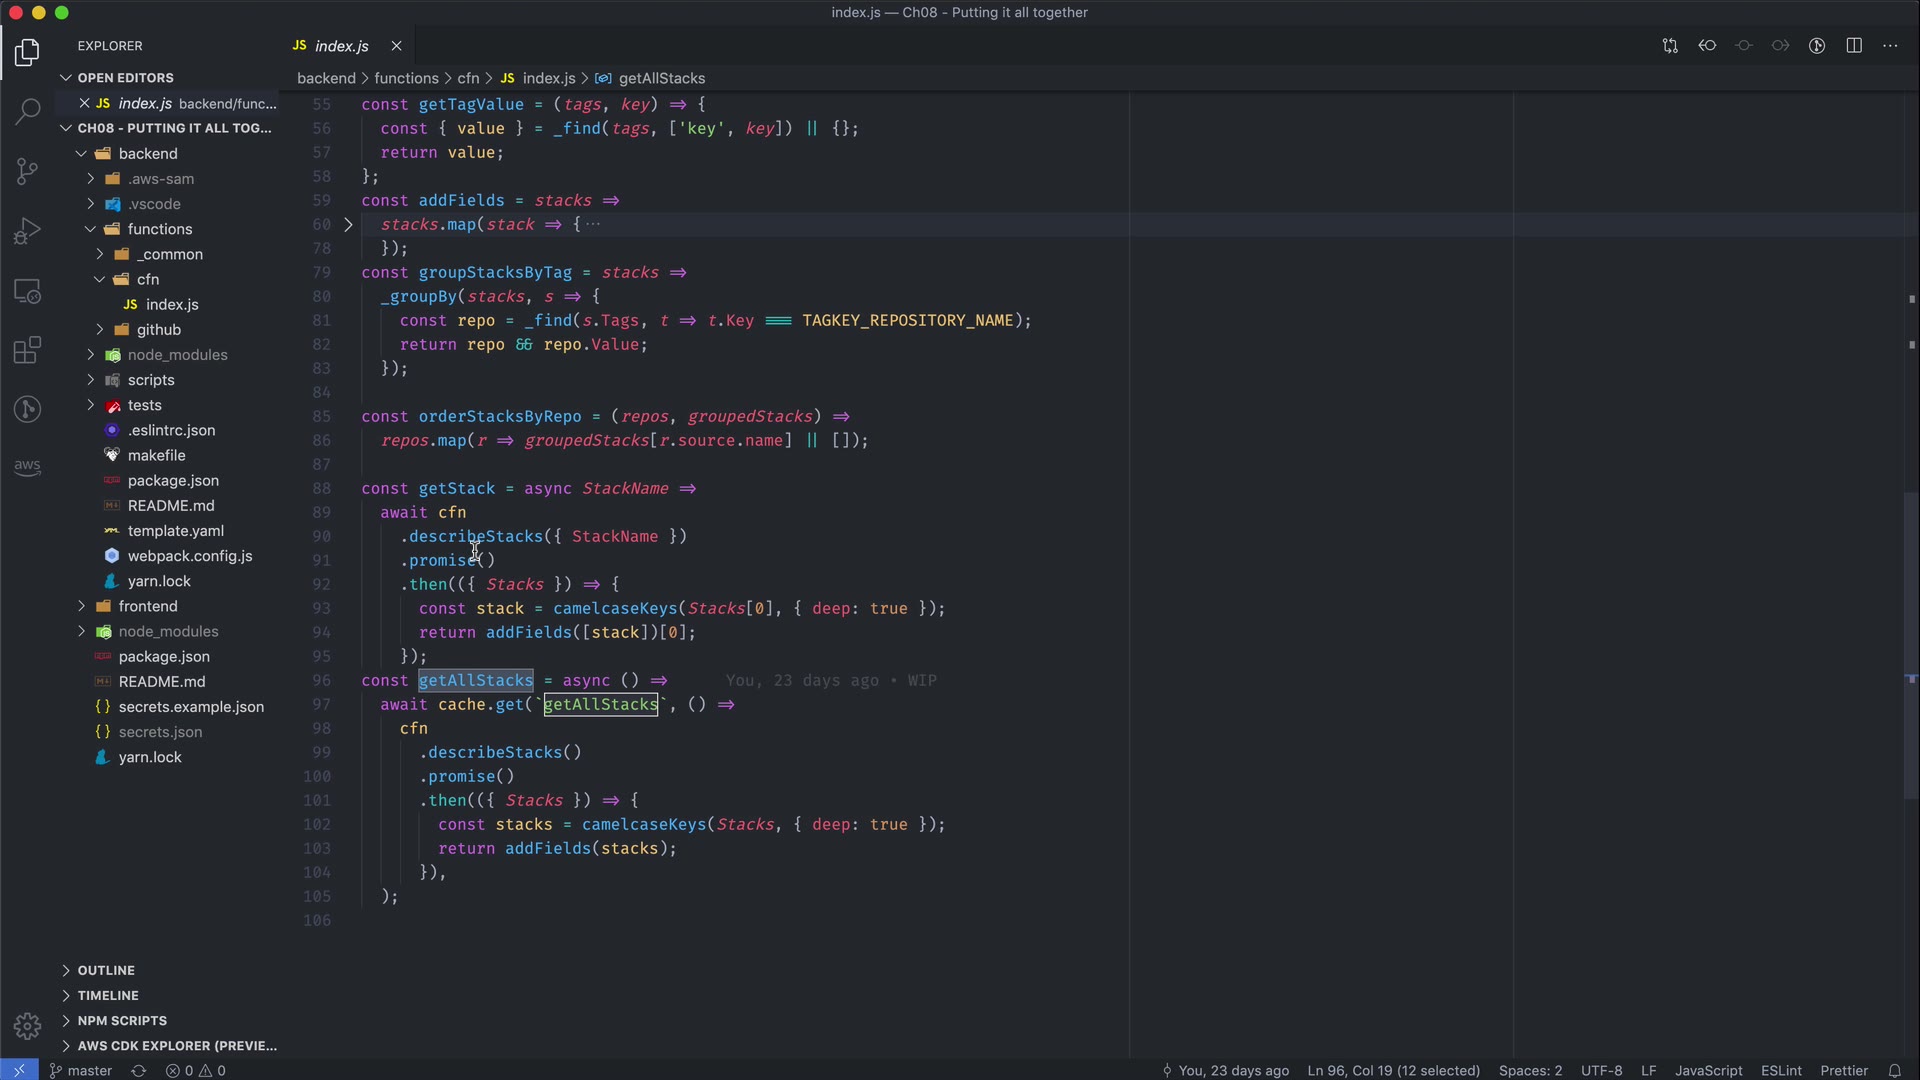 index.js — Ch08 - Putting it all together
EXPLORER
OPEN EDITORS
JS index.js backend/func...
CH08 - PUTTING IT ALL TOG...
backend
.aws-sam
.vscode
functions
_common
cfn
JS index.js
github
node_modules
scripts
tests
.eslintrc.json
makefile
package.json
README.md
template.yaml
webpack.config.js
yarn.lock
frontend
node_modules
package.json
README.md
{} secrets.example.json
{} secrets.json
yarn.lock
OUTLINE
TIMELINE
NPM SCRIPTS
AWS CDK EXPLORER (PREVIE...
aws
JS index.js
backend > functions > cfn > JS index.js > getAllStacks
55 const getTagValue = (tags, key) => {
56 const { value } = _find(tags, ['key', key]) || {};
57 return value;
58 };
59 const addFields = stacks =>
60 stacks.map(stack => { ...
78 });
79 const groupStacksByTag = stacks =>
80 _groupBy(stacks, s => {
81 const repo = _find(s.Tags, t => t.Key === TAGKEY_REPOSITORY_NAME);
82 return repo && repo.Value;
83 });
84
85 const orderStacksByRepo = (repos, groupedStacks) =>
86 repos.map(r => groupedStacks[r.source.name] || []);
87
88 const getStack = async StackName =>
89 await cfn
90 .describeStacks({ StackName })
91 .promise()
92 .then(({ Stacks }) => {
93 const stack = camelcaseKeys(Stacks[0], { deep: true });
94 return addFields([stack])[0];
95 });
96 const getAllStacks = async () => You, 23 days ago • WIP
97 await cache.get(`getAllStacks`, () =>
98 cfn
99 .describeStacks()
100 .promise()
101 .then(({ Stacks }) => {
102 const stacks = camelcaseKeys(Stacks, { deep: true });
103 return addFields(stacks);
104 }),
105 );
106
master 0 0 You, 23 days ago Ln 96, Col 19 (12 selected) Spaces: 2 UTF-8 LF JavaScript ESLint Prettier